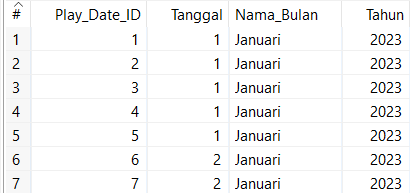 # Play_Date_ID Tanggal Nama_Bulan Tahun
1 1 1 Januari 2023
2 2 1 Januari 2023
3 3 1 Januari 2023
4 4 1 Januari 2023
5 5 1 Januari 2023
6 6 2 Januari 2023
7 7 2 Januari 2023